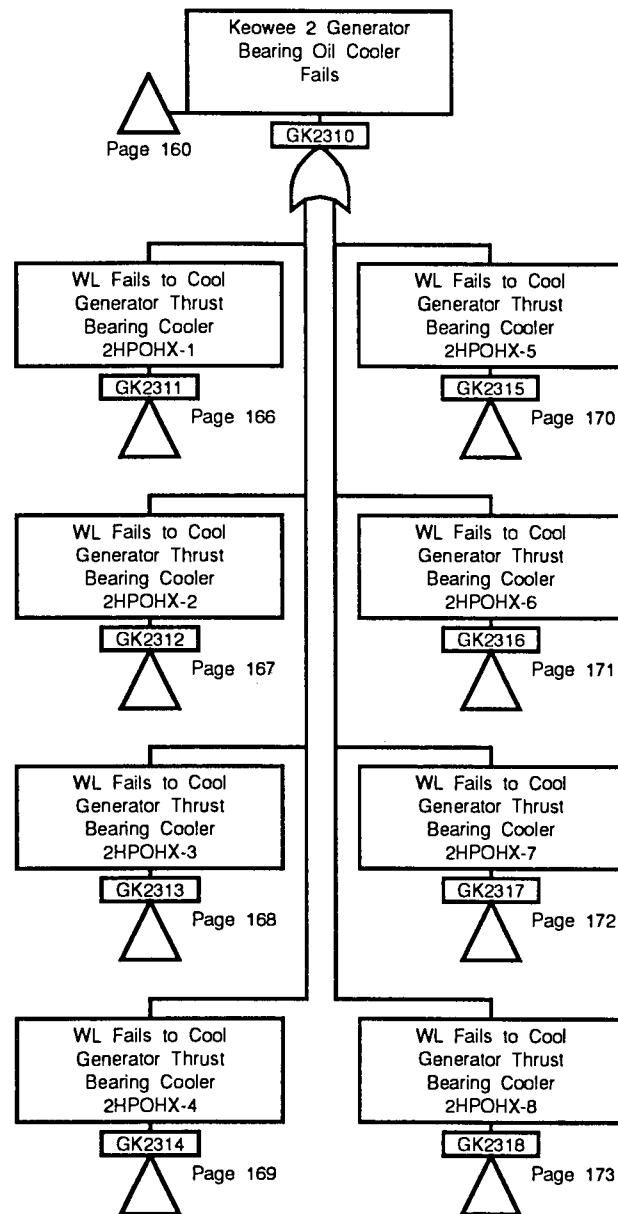 Keowee 2 Generator
Bearing Oil Cooler
Fails
Page 160
GK2310
WL Fails to Cool
Generator Thrust
Bearing Cooler
2HPOHX-1
GK2311
Page 166
WL Fails to Cool
Generator Thrust
Bearing Cooler
2HPOHX-5
GK2315
Page 170
WL Fails to Cool
Generator Thrust
Bearing Cooler
2HPOHX-2
GK2312
Page 167
WL Fails to Cool
Generator Thrust
Bearing Cooler
2HPOHX-6
GK2316
Page 171
WL Fails to Cool
Generator Thrust
Bearing Cooler
2HPOHX-3
GK2313
Page 168
WL Fails to Cool
Generator Thrust
Bearing Cooler
2HPOHX-7
GK2317
Page 172
WL Fails to Cool
Generator Thrust
Bearing Cooler
2HPOHX-4
GK2314
Page 169
WL Fails to Cool
Generator Thrust
Bearing Cooler
2HPOHX-8
GK2318
Page 173